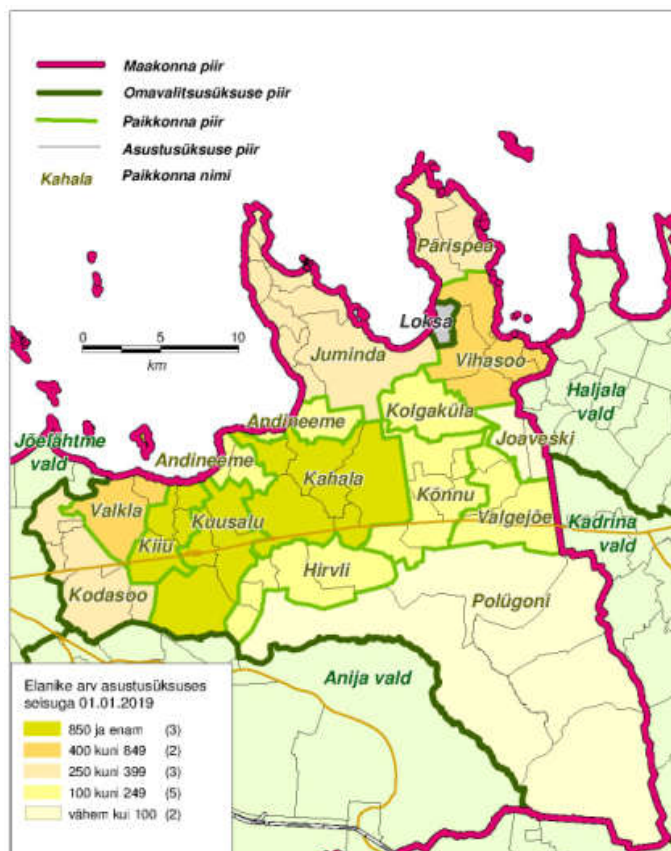 Maakonna piir
Omavalitsusüksuse piir
Paikkonna piir
Asustusüksuse piir
Kahala Paikkonna nimi
Pärispea
Loksa
0 5 10
km
Juminda
Vihasoo
Haljala
vald
Kolgaküla
Andineeme
Joaveski
Jõelähtme
vald
Andineeme
Kahala
Kõnnu
Valkla
Kuusalu
Valgejõe
Kadrina
vald
Kiiu
Hirvli
Kodasoo
Polügoni
Anija vald
Elanike arv asustusüksuses
seisuga 01.01.2019
850 ja enam (3)
400 kuni 849 (2)
250 kuni 399 (3)
100 kuni 249 (5)
vähem kui 100 (2)